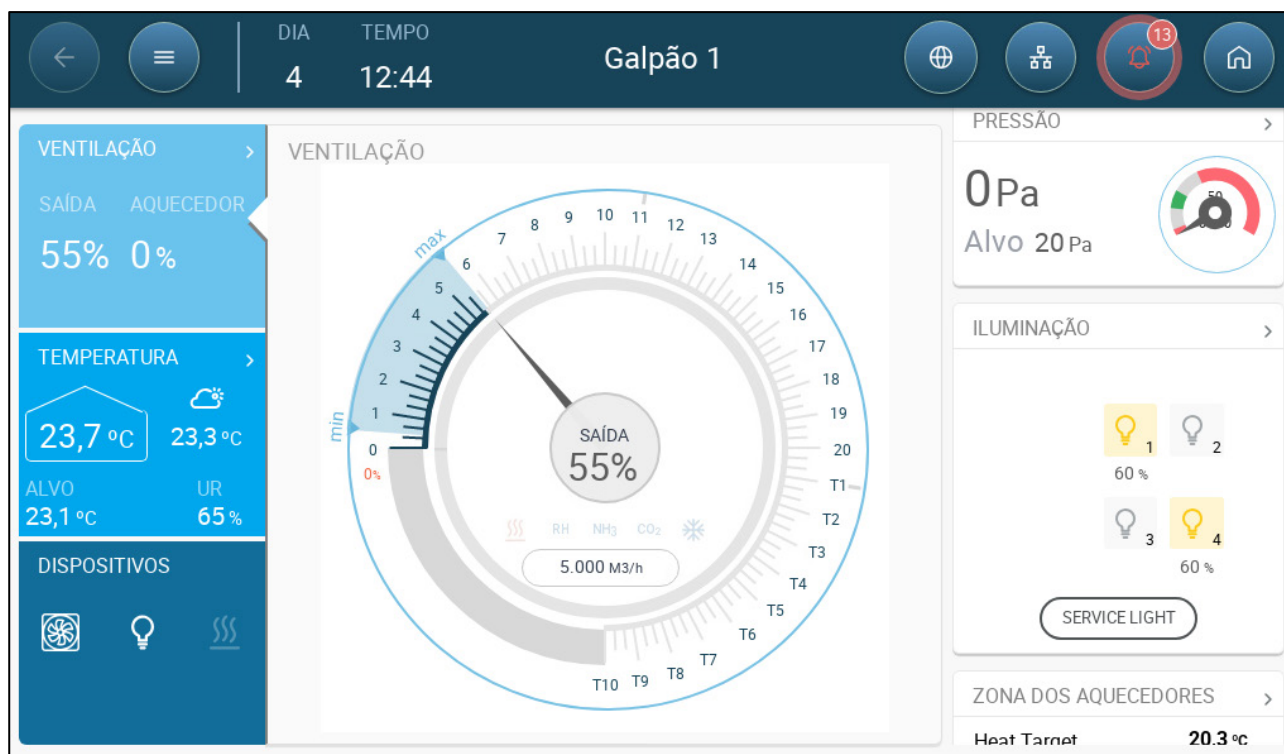 DIA TEMPO
4 12:44
Galpão 1
13
VENTILAÇÃO
SAÍDA AQUECEDOR
55% 0%
TEMPERATURA
23,7 ºC 23,3 ºC
ALVO UR
23,1 ºC 65%
DISPOSITIVOS
VENTILAÇÃO
min
max
0%
0
1
2
3
4
5
6
7
8
9
10
11
12
13
14
15
16
17
18
19
20
T1
T2
T3
T4
T5
T6
T7
T8
T9
T10
SAÍDA
55%
RH NH3 CO2
5.000 M3/h
PRESSÃO
0 Pa
Alvo 20 Pa
ILUMINAÇÃO
1 2
60 %
3 4
60 %
SERVICE LIGHT
ZONA DOS AQUECEDORES
Heat Target 20,3 ºC